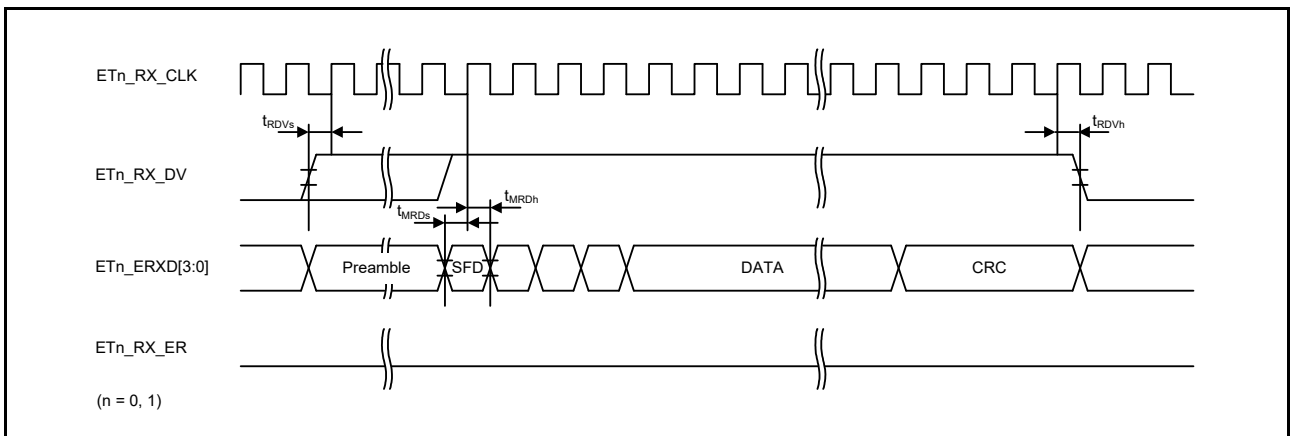 ETn_RX_CLK
tRDVs
tRDVh
ETn_RX_DV
tMRDs
tMRDh
ETn_ERXD[3:0]
Preamble
SFD
DATA
CRC
ETn_RX_ER
(n = 0, 1)